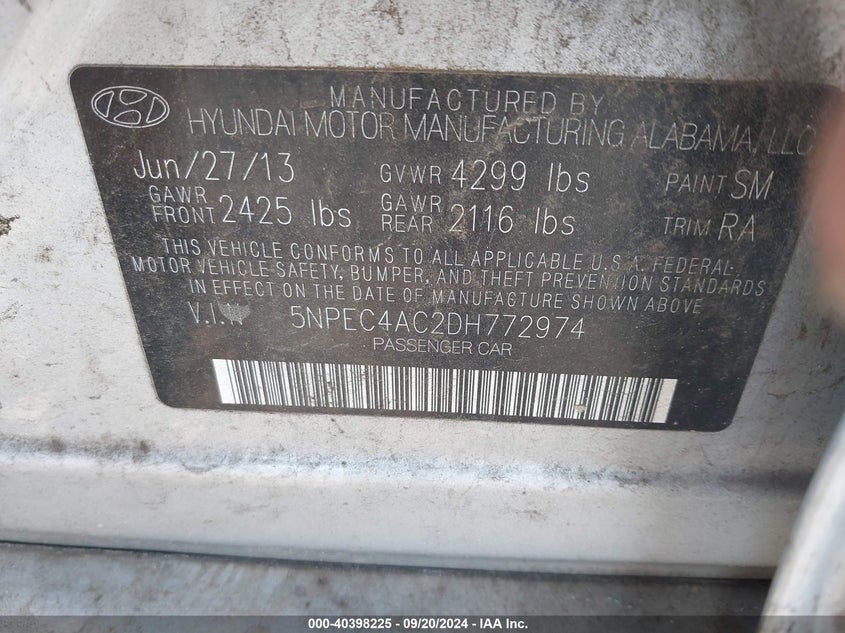 MANUFACTURED BY
HYUNDAI MOTOR MANUFACTURING ALABAMA, LLC
Jun/27/13 GVWR 4299 lbs PAINT SM
GAWR FRONT 2425 lbs GAWR REAR 2116 lbs TRIM RA
THIS VEHICLE CONFORMS TO ALL APPLICABLE U.S.A. FEDERAL
MOTOR VEHICLE SAFETY, BUMPER, AND THEFT PREVENTION STANDARDS
IN EFFECT ON THE DATE OF MANUFACTURE SHOWN ABOVE
V.I.N 5NPEC4AC2DH772974
PASSENGER CAR
000-40398225 - 09/20/2024 - IAA Inc.